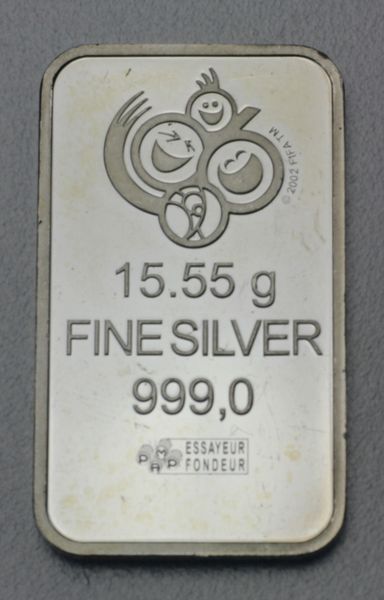 © 2002 FIFA TM
15.55 g
FINE SILVER
999,0
PAMP ESSAYEUR
FONDEUR